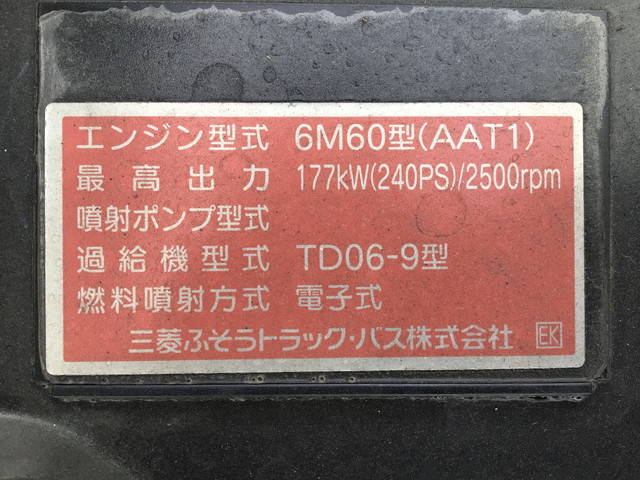 エンジン型式 6M60型(AAT1)
最高出力 177kW(240PS)/2500rpm
噴射ポンプ型式
過給機型式 TD06-9型
燃料噴射方式 電子式
三菱ふそうトラック・バス株式会社 EK